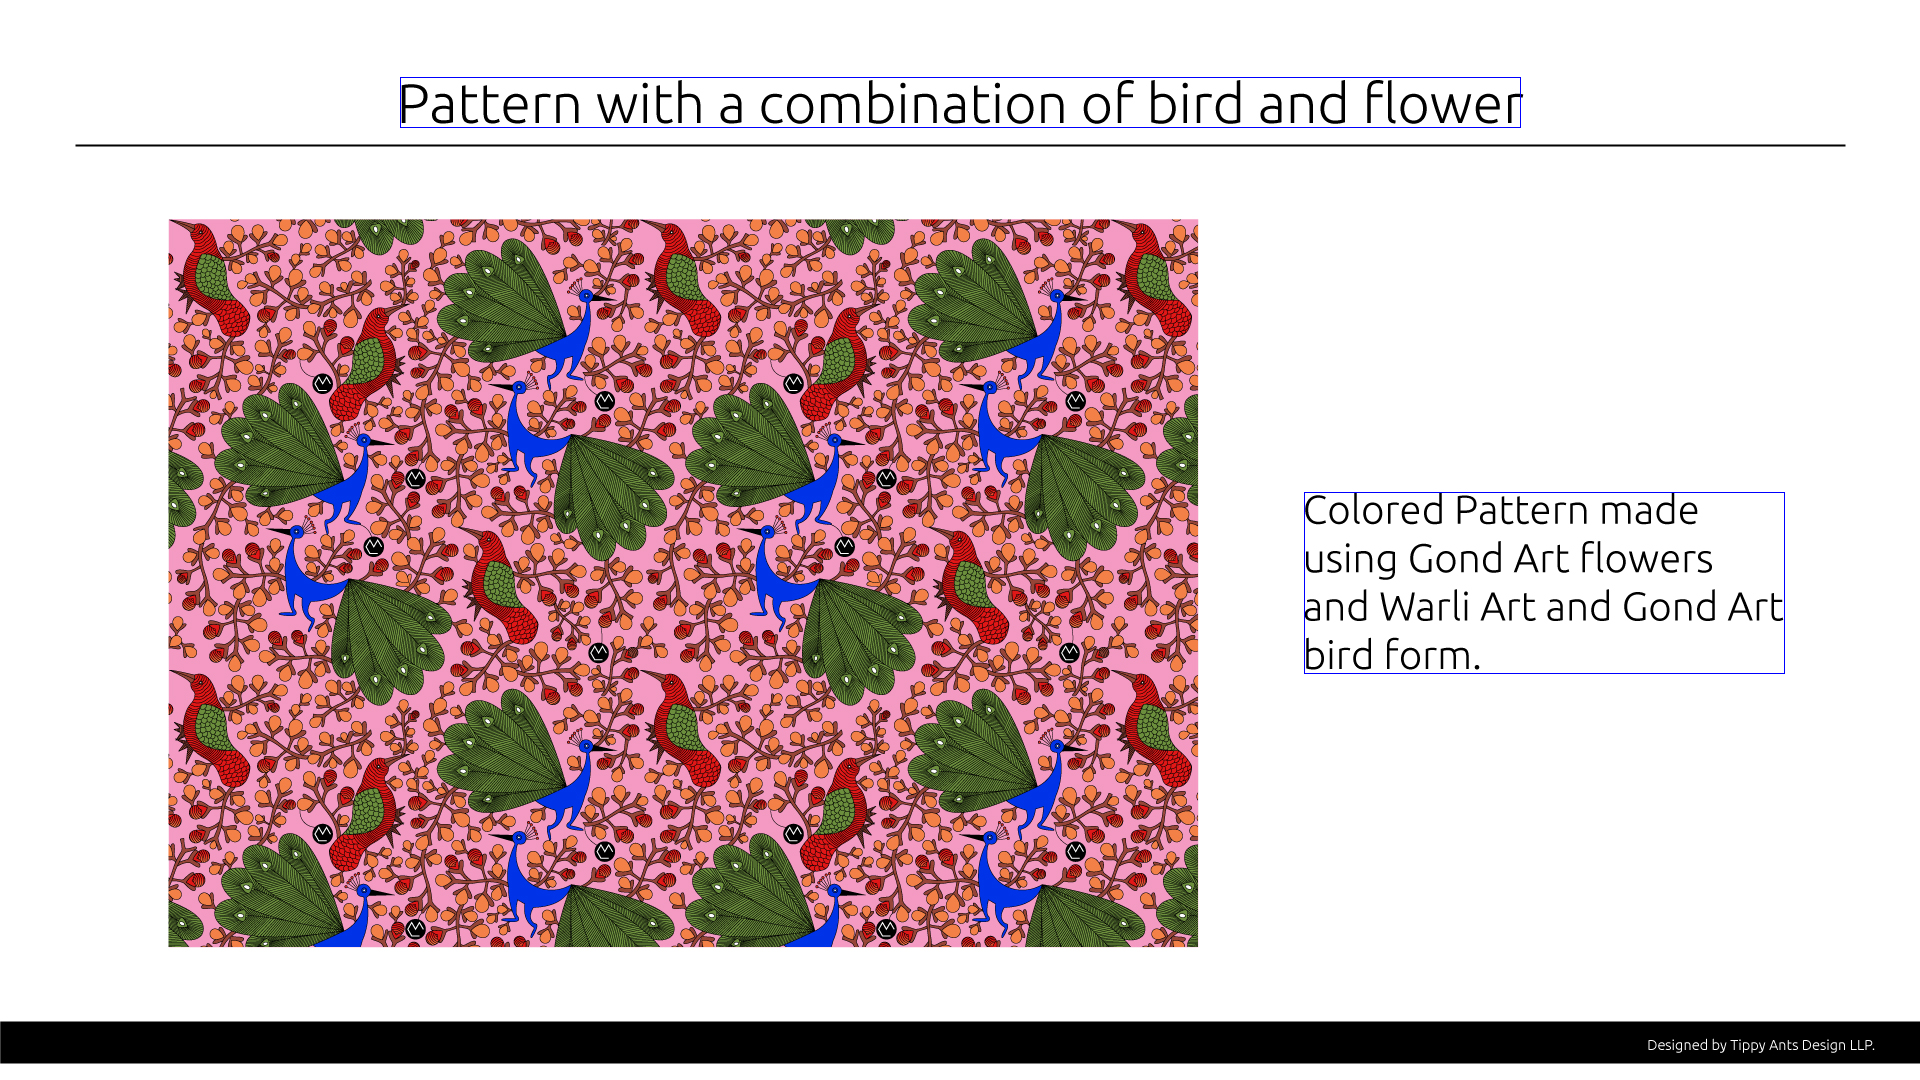 Pattern with a combination of bird and flower
Colored Pattern made
using Gond Art flowers
and Warli Art and Gond Art
bird form.
Designed by Tippy Ants Design LLP.